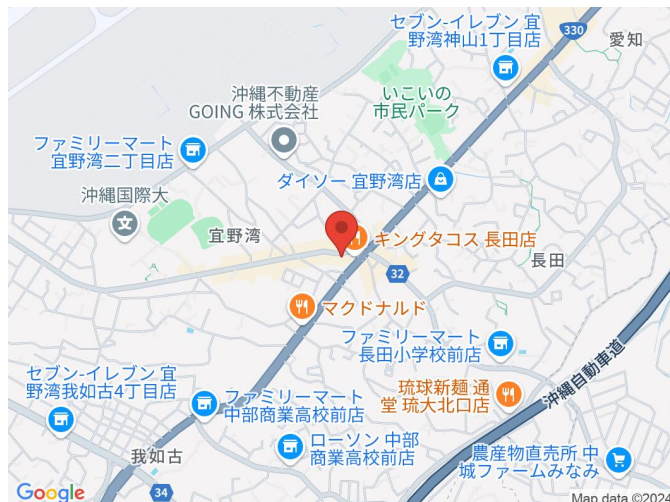 セブン-イレブン 宜
野湾神山1丁目店
330
愛知
沖縄不動産
GOING 株式会社
いこいの
市民パーク
ファミリーマート
宜野湾二丁目店
ダイソー 宜野湾店
沖縄国際大
宜野湾
キングタコス 長田店
長田
32
マクドナルド
ファミリーマート
長田小学校前店
沖縄自動車道
セブン-イレブン 宜
野湾我如古4丁目店
琉球新麺 通
堂 琉大北口店
ファミリーマート
中部商業高校前店
ローソン 中部
商業高校前店
我如古
農産物直売所 中
城ファームみなみ
34
Google
Map data ©2024